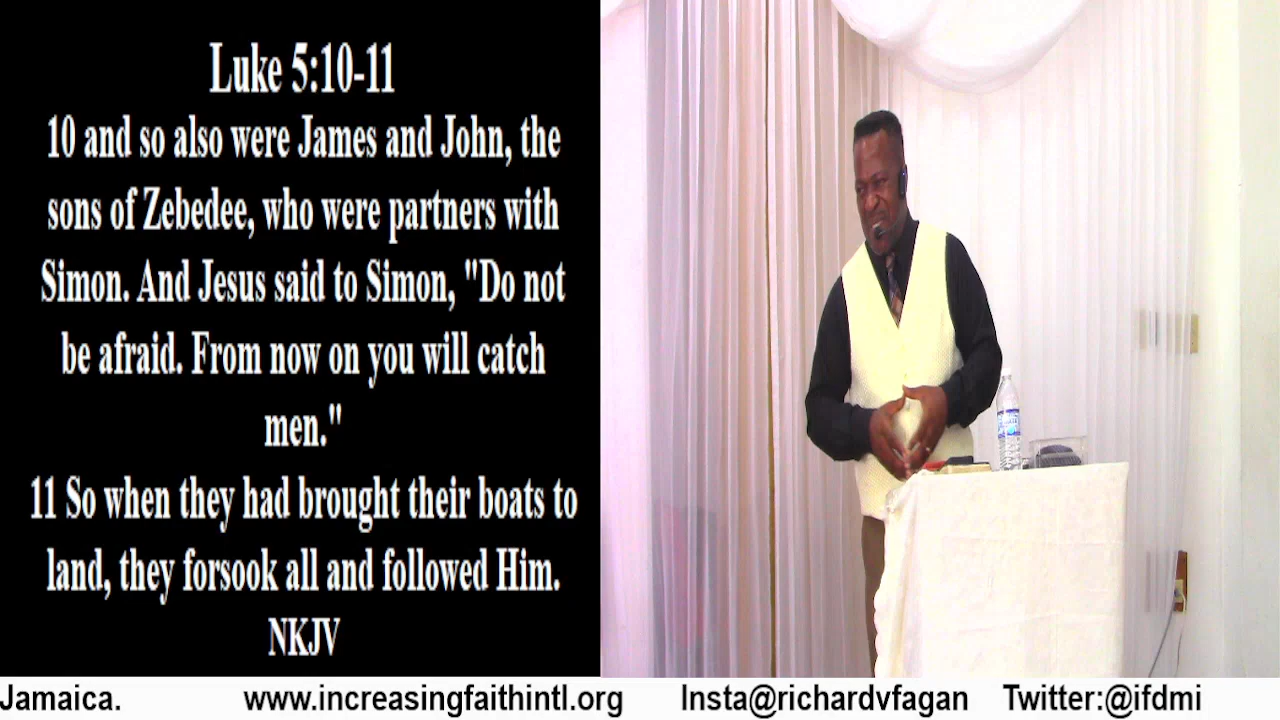 Luke 5:10-11
10 and so also were James and John, the
sons of Zebedee, who were partners with
Simon. And Jesus said to Simon, "Do not
be afraid. From now on you will catch
men."
11 So when they had brought their boats to
land, they forsook all and followed Him.
NKJV
Jamaica. www.increasingfaithintl.org Insta@richardvfagan Twitter:@ifdmi